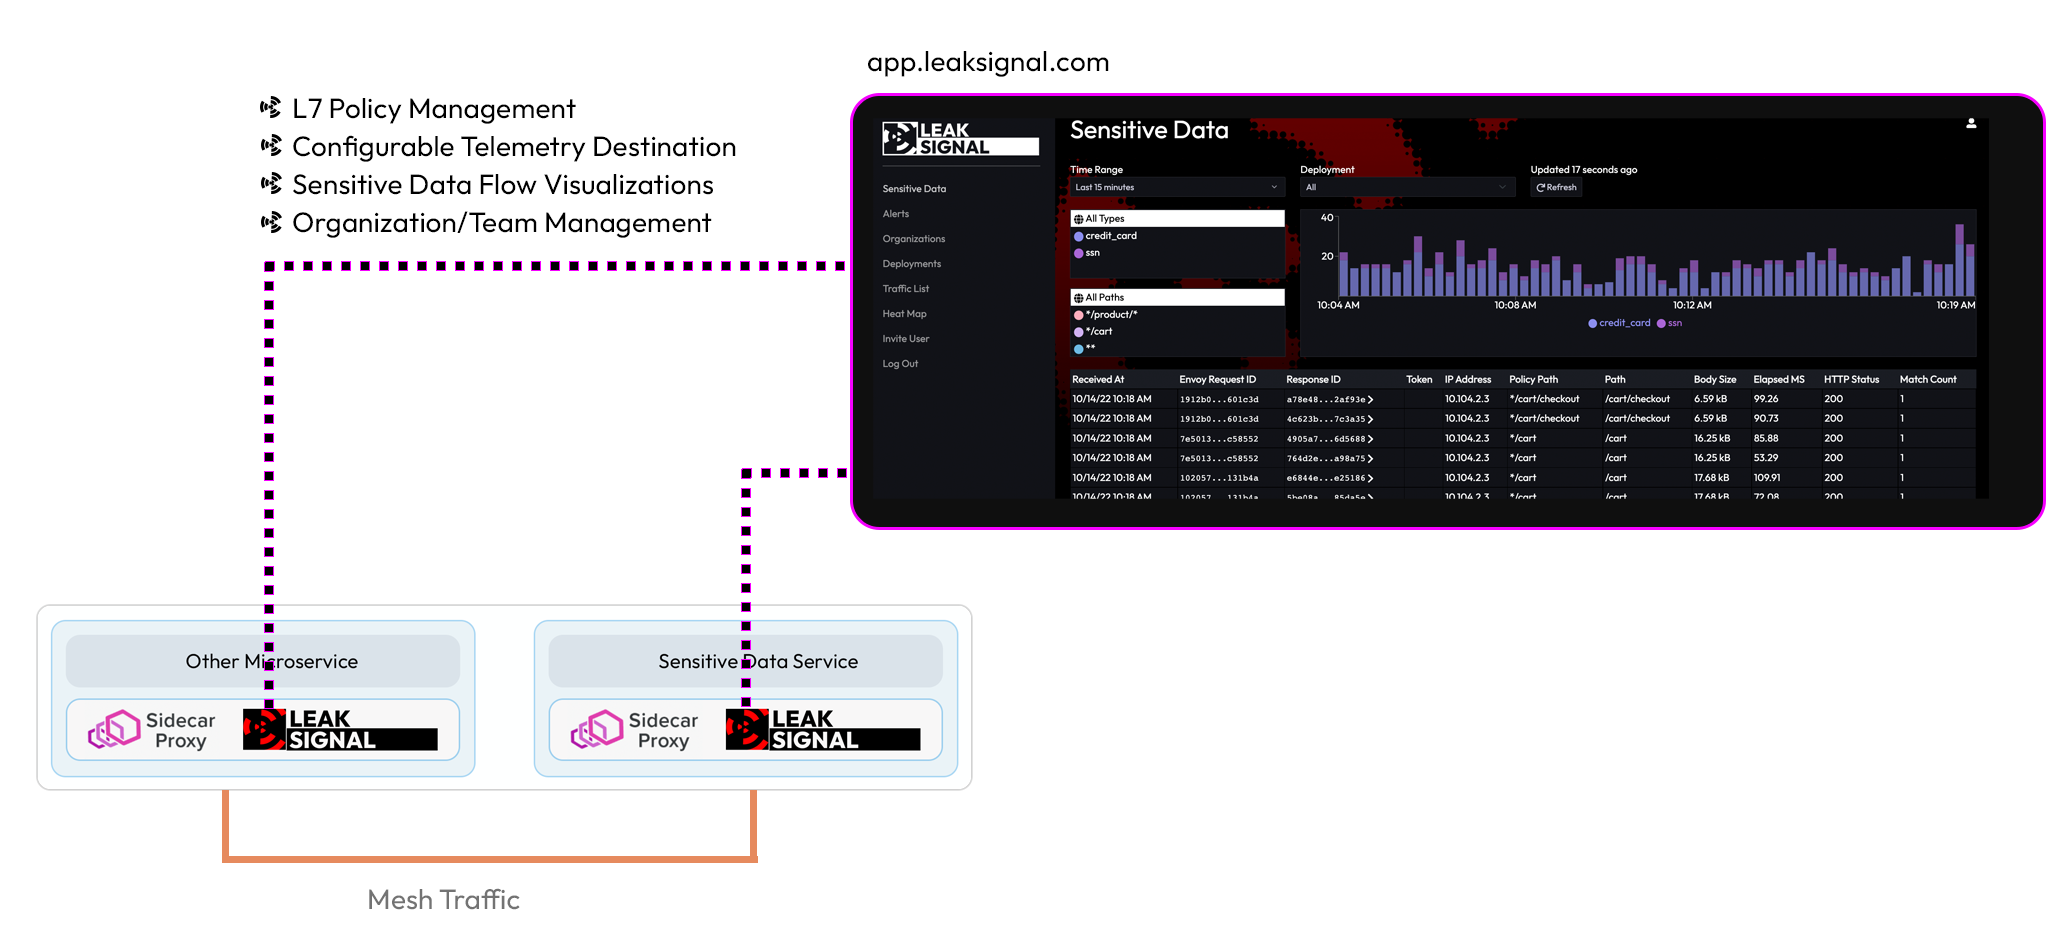 app.leaksignal.com
L7 Policy Management
Configurable Telemetry Destination
Sensitive Data Flow Visualizations
Organization/Team Management
LEAK
SIGNAL
Sensitive Data
Alerts
Organizations
Deployments
Traffic List
Heat Map
Invite User
Log Out
Sensitive Data
Time Range
Last 15 minutes
Deployment
All
Updated 17 seconds ago
Refresh
All Types
credit_card
ssn
All Paths
*/product/*
*/cart
**
40
20
10:04 AM 10:08 AM 10:12 AM 10:19 AM
credit_card ssn
Received At Envoy Request ID Response ID Token IP Address Policy Path Path Body Size Elapsed MS HTTP Status Match Count
10/14/22 10:18 AM 1912b0...601c3d a78e48...2af93e 10.104.2.3 */cart/checkout /cart/checkout 6.59 kB 99.26 200 1
10/14/22 10:18 AM 1912b0...601c3d 4c623b...7c3a35 10.104.2.3 */cart/checkout /cart/checkout 6.59 kB 90.73 200 1
10/14/22 10:18 AM 7e5013...c58552 4905a7...6d5688 10.104.2.3 */cart /cart 16.25 kB 85.88 200 1
10/14/22 10:18 AM 7e5013...c58552 764d2e...a98a75 10.104.2.3 */cart /cart 16.25 kB 53.29 200 1
10/14/22 10:18 AM 102057...131b4a e6844e...e25186 10.104.2.3 */cart /cart 17.68 kB 109.91 200 1
10/14/22 10:18 AM 102057...131b4a 5be08a...85da5e 10.104.2.3 */cart /cart 17.68 kB 72.08 200 1
Other Microservice
Sidecar
Proxy
LEAK
SIGNAL
Sensitive Data Service
Sidecar
Proxy
LEAK
SIGNAL
Mesh Traffic